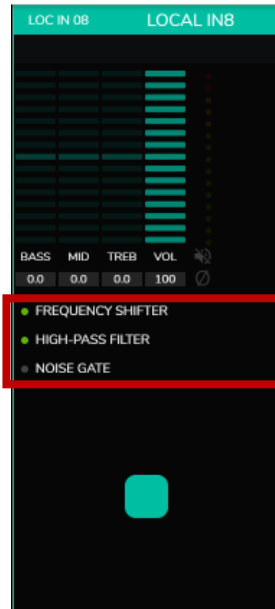 LOC IN 08 LOCAL IN8
BASS MID TREB VOL
0.0 0.0 0.0 100
FREQUENCY SHIFTER
HIGH-PASS FILTER
NOISE GATE